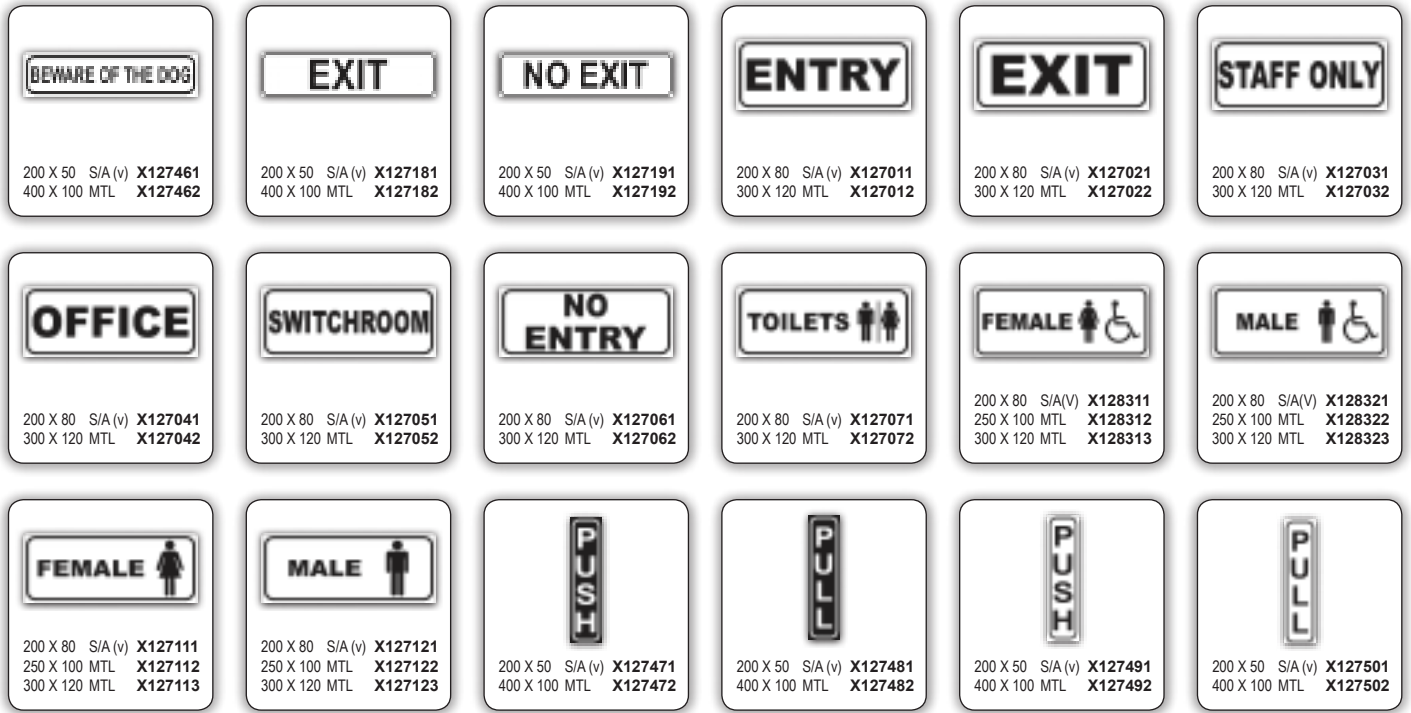 BEWARE OF THE DOG
200 X 50 S/A (v) X127461
400 X 100 MTL X127462
EXIT
200 X 50 S/A (v) X127181
400 X 100 MTL X127182
NO EXIT
200 X 50 S/A (v) X127191
400 X 100 MTL X127192
ENTRY
200 X 80 S/A (v) X127011
300 X 120 MTL X127012
EXIT
200 X 80 S/A (v) X127021
300 X 120 MTL X127022
STAFF ONLY
200 X 80 S/A (v) X127031
300 X 120 MTL X127032
OFFICE
200 X 80 S/A (v) X127041
300 X 120 MTL X127042
SWITCHROOM
200 X 80 S/A (v) X127051
300 X 120 MTL X127052
NO
ENTRY
200 X 80 S/A (v) X127061
300 X 120 MTL X127062
TOILETS
200 X 80 S/A (v) X127071
300 X 120 MTL X127072
FEMALE
200 X 80 S/A(V) X128311
250 X 100 MTL X128312
300 X 120 MTL X128313
MALE
200 X 80 S/A(V) X128321
250 X 100 MTL X128322
300 X 120 MTL X128323
FEMALE
200 X 80 S/A (v) X127111
250 X 100 MTL X127112
300 X 120 MTL X127113
MALE
200 X 80 S/A (v) X127121
250 X 100 MTL X127122
300 X 120 MTL X127123
PUSH
200 X 50 S/A (v) X127471
400 X 100 MTL X127472
PULL
200 X 50 S/A (v) X127481
400 X 100 MTL X127482
PUSH
200 X 50 S/A (v) X127491
400 X 100 MTL X127492
PULL
200 X 50 S/A (v) X127501
400 X 100 MTL X127502